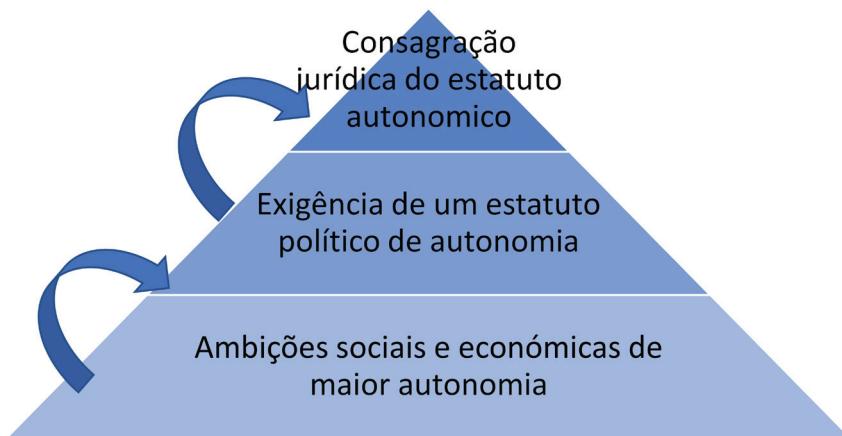 Consagração
jurídica do estatuto
autonomico
Exigência de um estatuto
político de autonomia
Ambições sociais e económicas de
maior autonomia